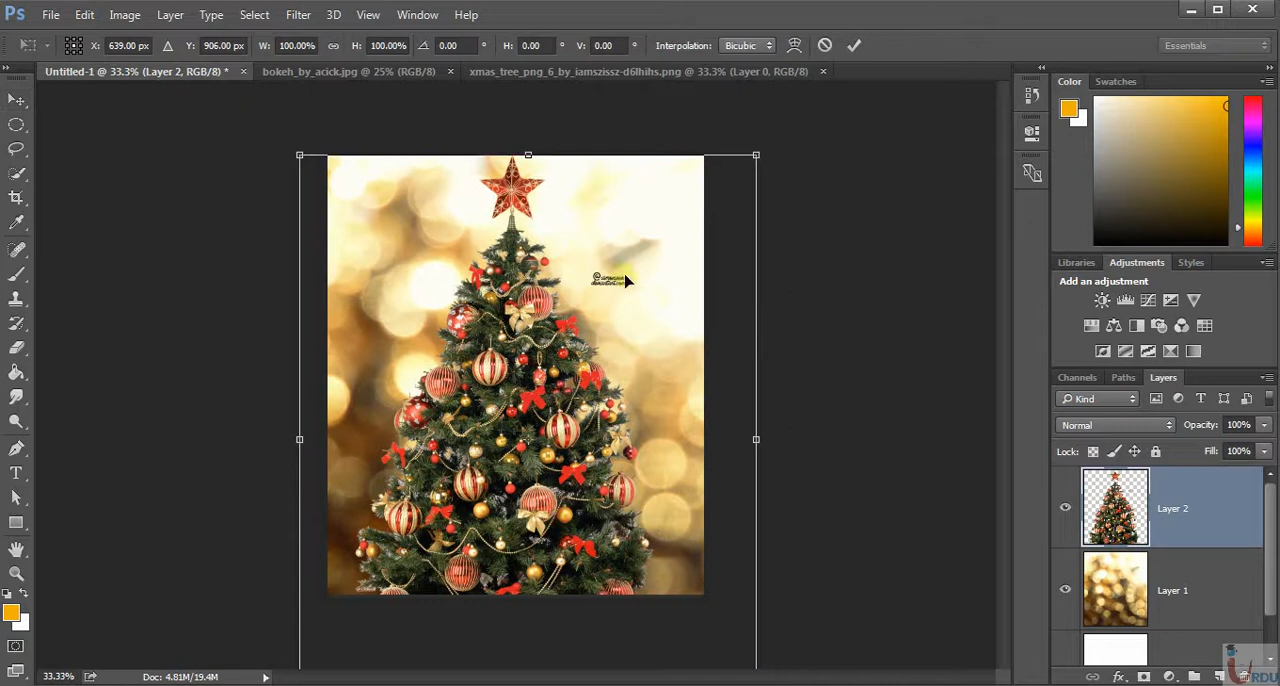 Ps File Edit Image Layer Type Select Filter 3D View Window Help
X: 639.00 px Y: 906.00 px W: 100.00% H: 100.00% 0.00 ° H: 0.00 ° V: 0.00 ° Interpolation: Bicubic Essentials
Untitled-1 @ 33.3% (Layer 2, RGB/8) * × bokeh_by_acick.jpg @ 25% (RGB/8) × xmas_tree_png_6_by_iamszissz-d6lhihs.png @ 33.3% (Layer 0, RGB/8) ×
Color Swatches
Libraries Adjustments Styles
Add an adjustment
Channels Paths Layers
Kind
Normal Opacity: 100%
Lock: Fill: 100%
Layer 2
Layer 1
33.33% Doc: 4.81M/19.4M
fx
URDU